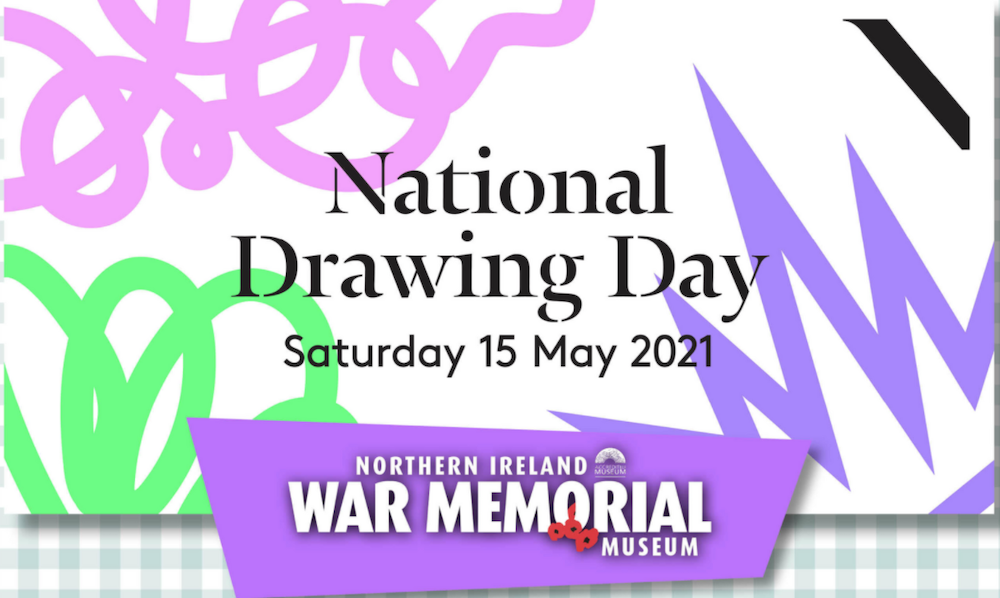 National
Drawing Day
Saturday 15 May 2021
NORTHERN IRELAND
WAR MEMORIAL
MUSEUM